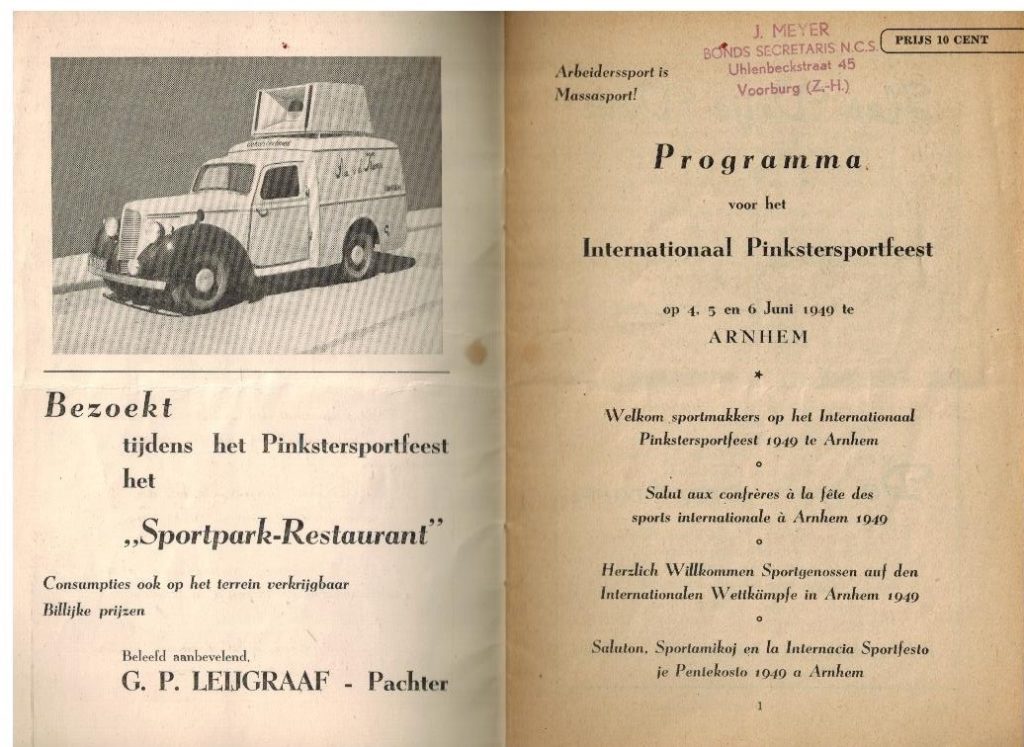 Bezoekt
tijdens het Pinkstersportfeest
het
„Sportpark-Restaurant”
Consumpties ook op het terrein verkrijgbaar
Billijke prijzen
Beleefd aanbevelend,
G. P. LEIJGRAAF - Pachter
J. MEYER
BONDS SECRETARIS N.C.S.
Uhlenbeckstraat 45
Voorburg (Z.-H.)
PRIJS 10 CENT
Arbeiderssport is
Massasport!
Programma
voor het
Internationaal Pinkstersportfeest
op 4, 5 en 6 Juni 1949 te
ARNHEM
Welkom sportmakkers op het Internationaal
Pinkstersportfeest 1949 te Arnhem
Salut aux confrères à la fête des
sports internationale à Arnhem 1949
Herzlich Willkommen Sportgenossen auf den
Internationalen Wettkämpfe in Arnhem 1949
Saluton, Sportamikoj en la Internacia Sportfesto
je Pentekosto 1949 a Arnhem
1